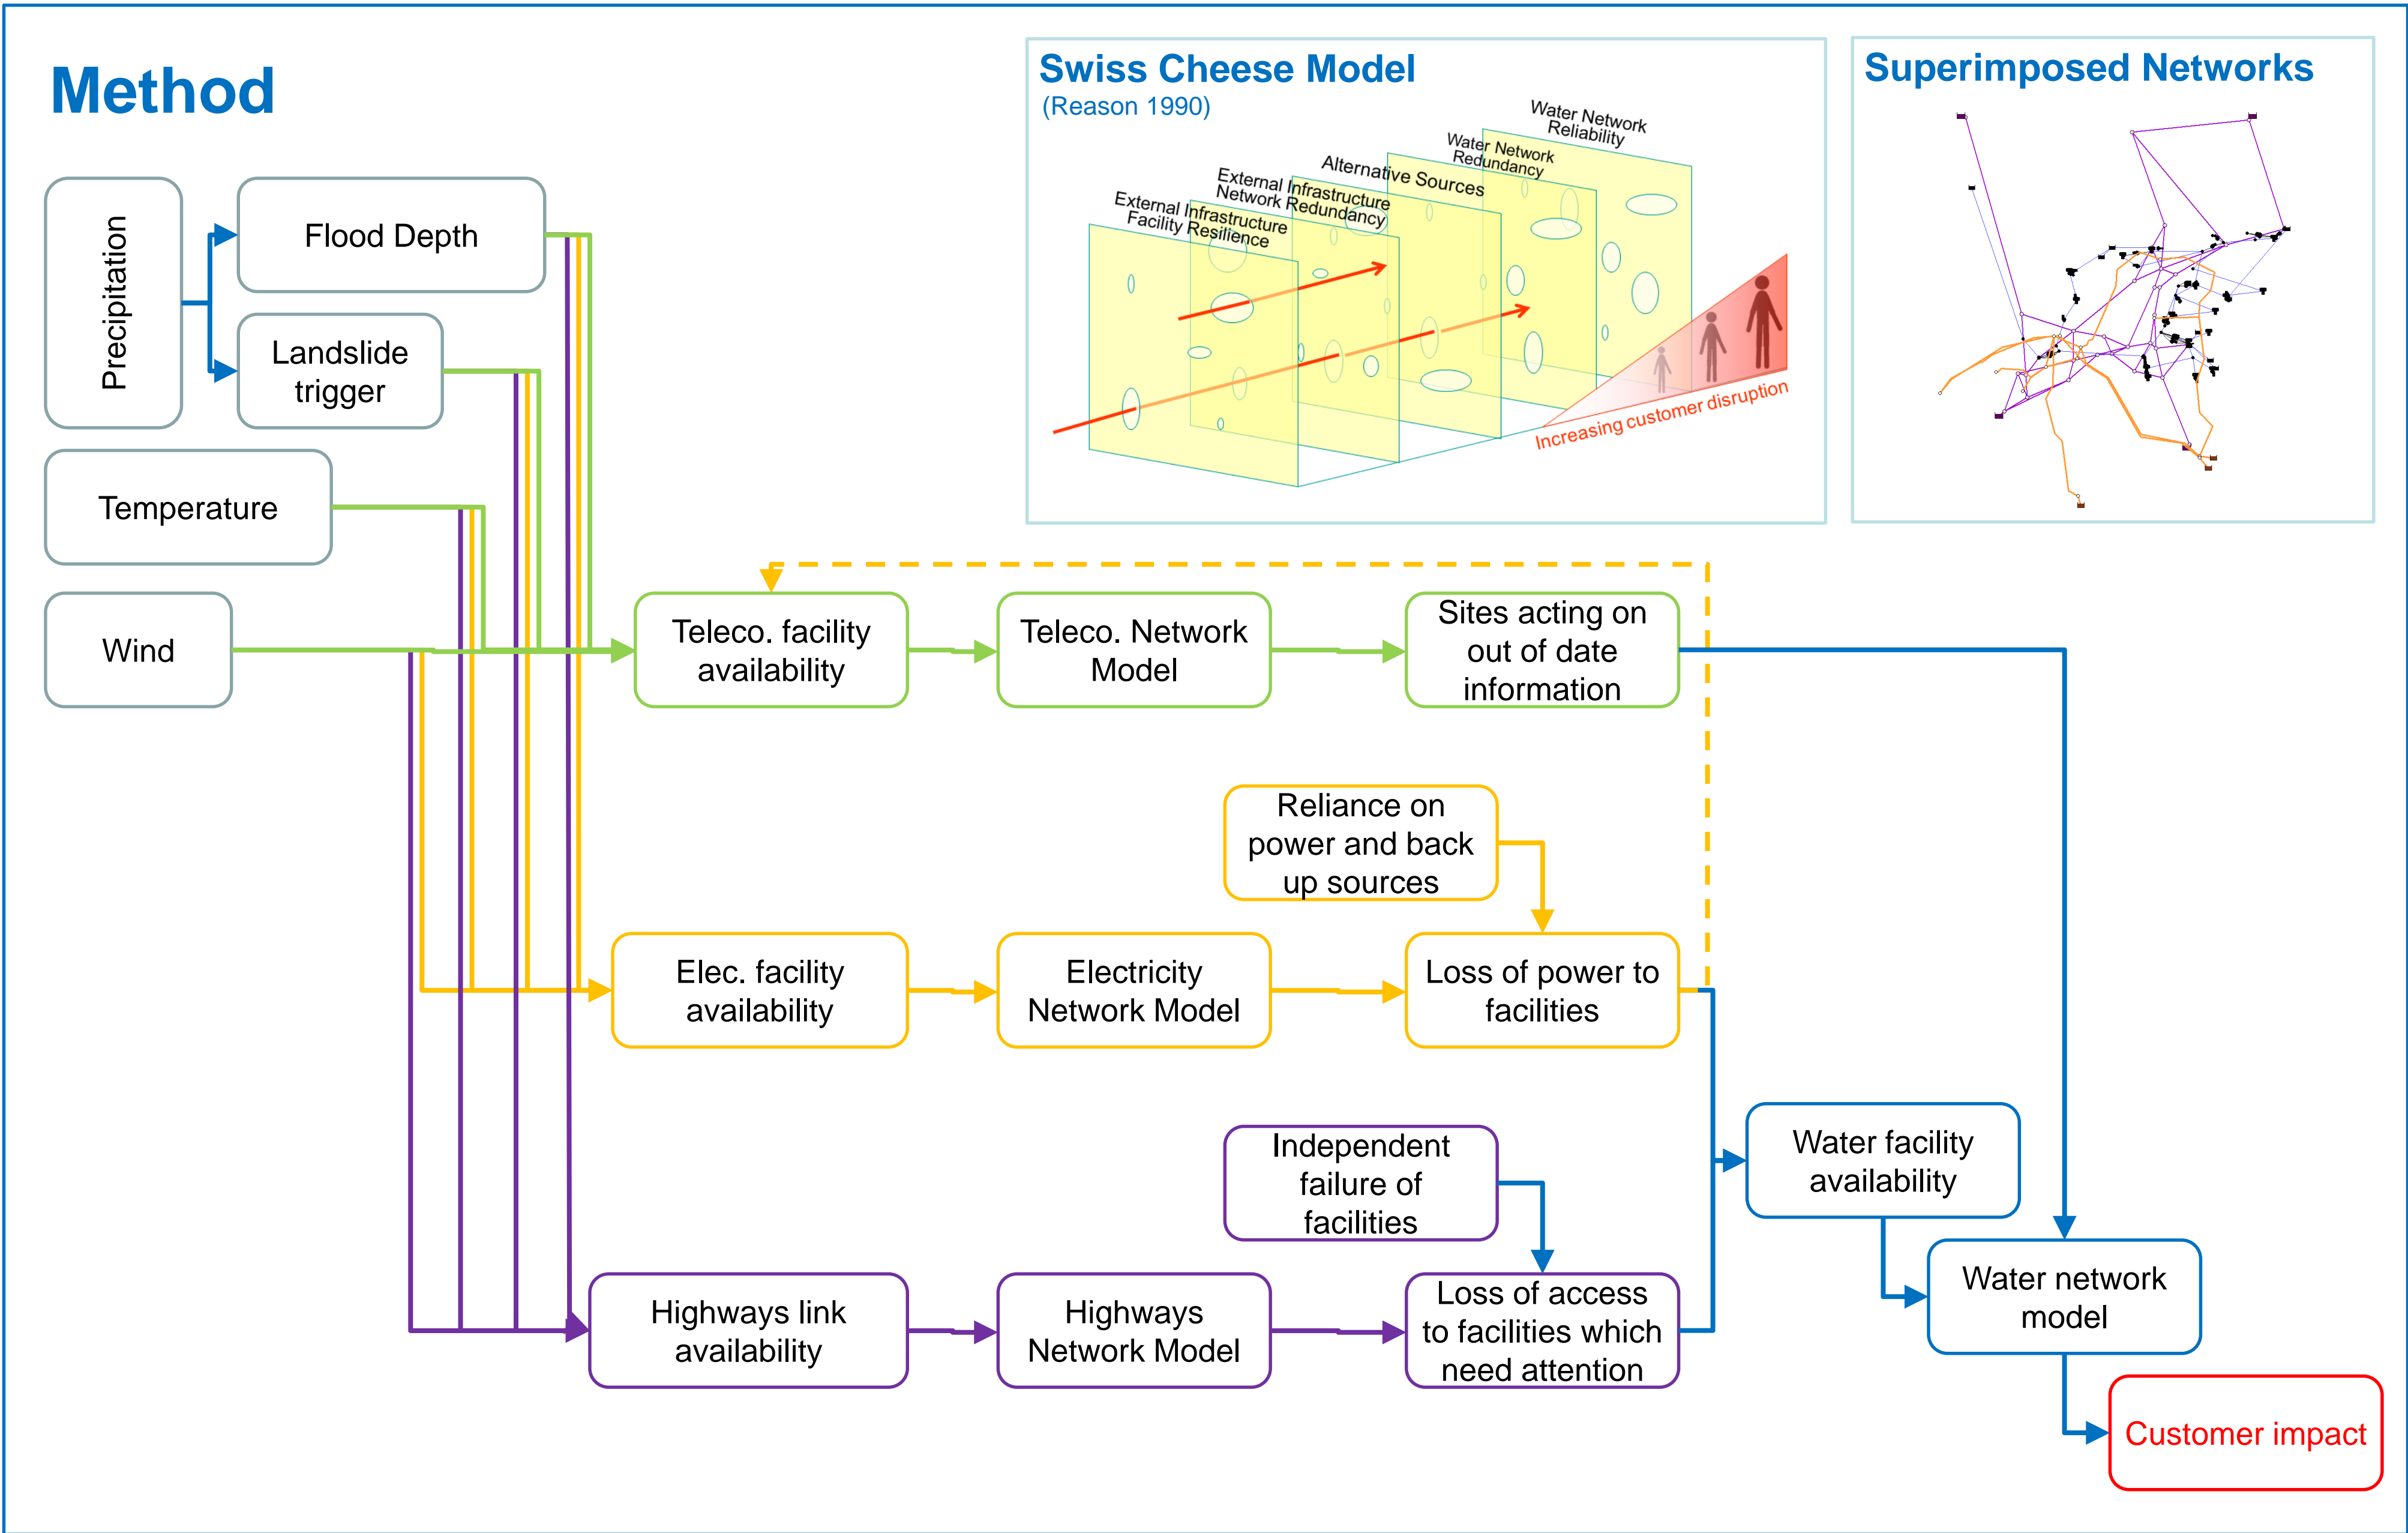 Method
Swiss Cheese Model
(Reason 1990)
External Infrastructure
Facility Resilience
External Infrastructure
Network Redundancy
Alternative Sources
Water Network
Redundancy
Water Network
Reliability
Increasing customer disruption
Superimposed Networks
Precipitation
Flood Depth
Landslide
trigger
Temperature
Wind
Teleco. facility
availability
Teleco. Network
Model
Sites acting on
out of date
information
Reliance on
power and back
up sources
Elec. facility
availability
Electricity
Network Model
Loss of power to
facilities
Independent
failure of
facilities
Highways link
availability
Highways
Network Model
Loss of access
to facilities which
need attention
Water facility
availability
Water network
model
Customer impact